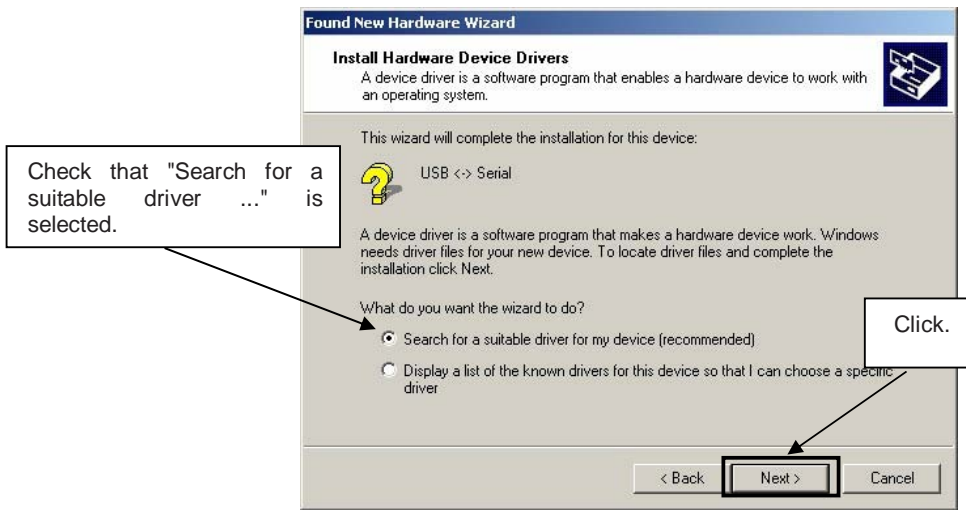 Found New Hardware Wizard
Install Hardware Device Drivers
A device driver is a software program that enables a hardware device to work with
an operating system.
This wizard will complete the installation for this device:
USB <-> Serial
Check that "Search for a
suitable driver ..." is
selected.
A device driver is a software program that makes a hardware device work. Windows
needs driver files for your new device. To locate driver files and complete the
installation click Next.
What do you want the wizard to do?
Click.
Search for a suitable driver for my device (recommended)
Display a list of the known drivers for this device so that I can choose a specific
driver
< Back
Next >
Cancel